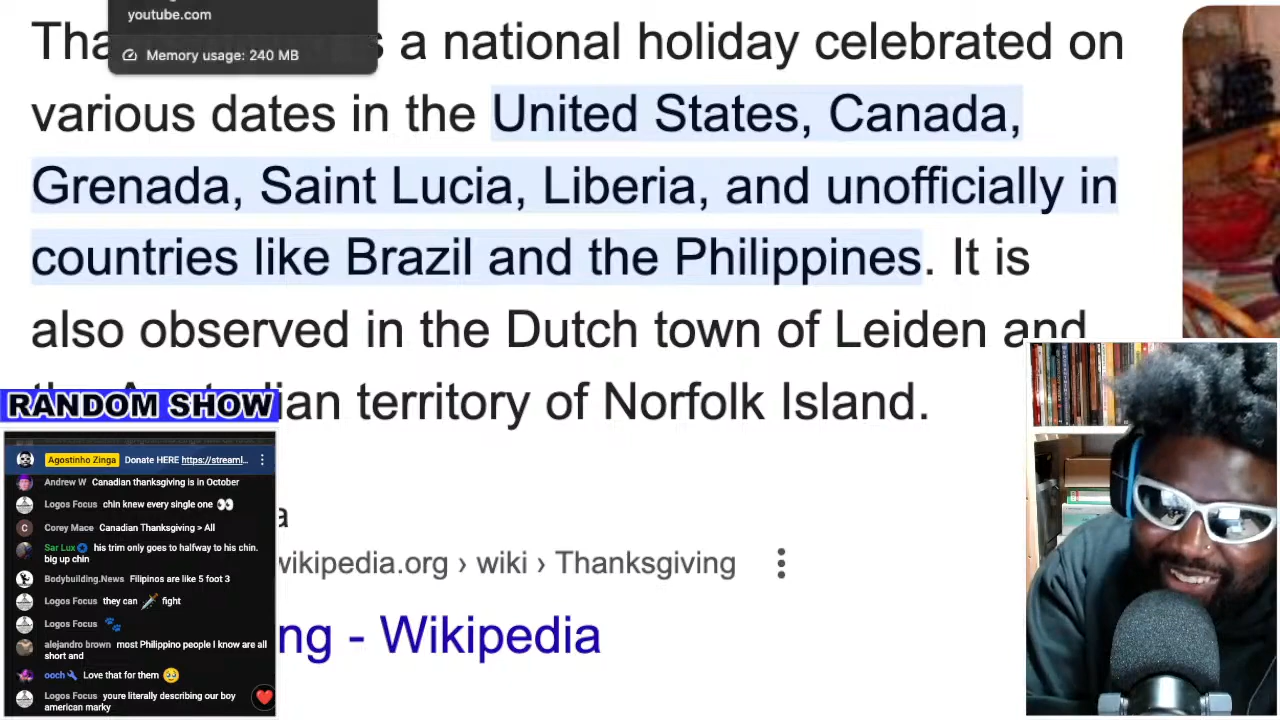 youtube.com
Memory usage: 240 MB
Tha s a national holiday celebrated on
various dates in the United States, Canada,
Grenada, Saint Lucia, Liberia, and unofficially in
countries like Brazil and the Philippines. It is
also observed in the Dutch town of Leiden and
ian territory of Norfolk Island.
RANDOM SHOW
Agostinho Zinga Donate HERE https://streaml...
Andrew W Canadian thanksgiving is in October
Logos Focus chin knew every single one 👀
Corey Mace Canadian Thanksgiving > All
Sar Lux his trim only goes to halfway to his chin.
big up chin
Bodybuilding.News Filipinos are like 5 foot 3
Logos Focus they can 🗡️ fight
Logos Focus 🐾
alejandro brown most Philippino people I know are all
short and
ooch Love that for them 🥹
Logos Focus youre literally describing our boy
american marky
a
wikipedia.org › wiki › Thanksgiving
ng - Wikipedia